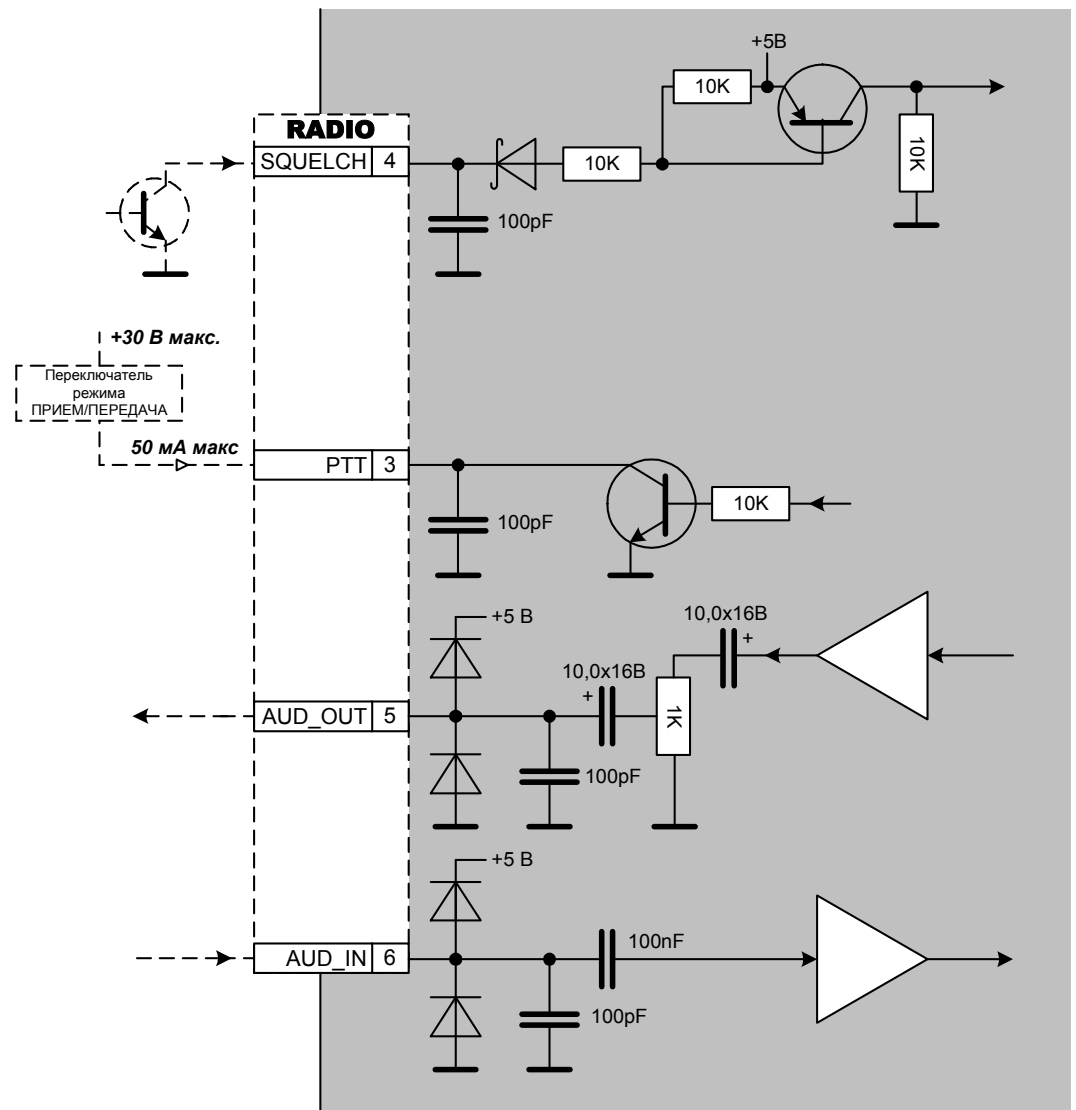 +5В
10K
RADIO
SQUELCH 4
10K
10K
100pF
+30 В макс.
Переключатель
режима
ПРИЕМ/ПЕРЕДАЧА
50 мА макс
PTT 3
10K
100pF
+5 В
10,0x16В
+
10,0x16В
+
AUD_OUT 5
1K
100pF
+5 В
100nF
AUD_IN 6
100pF